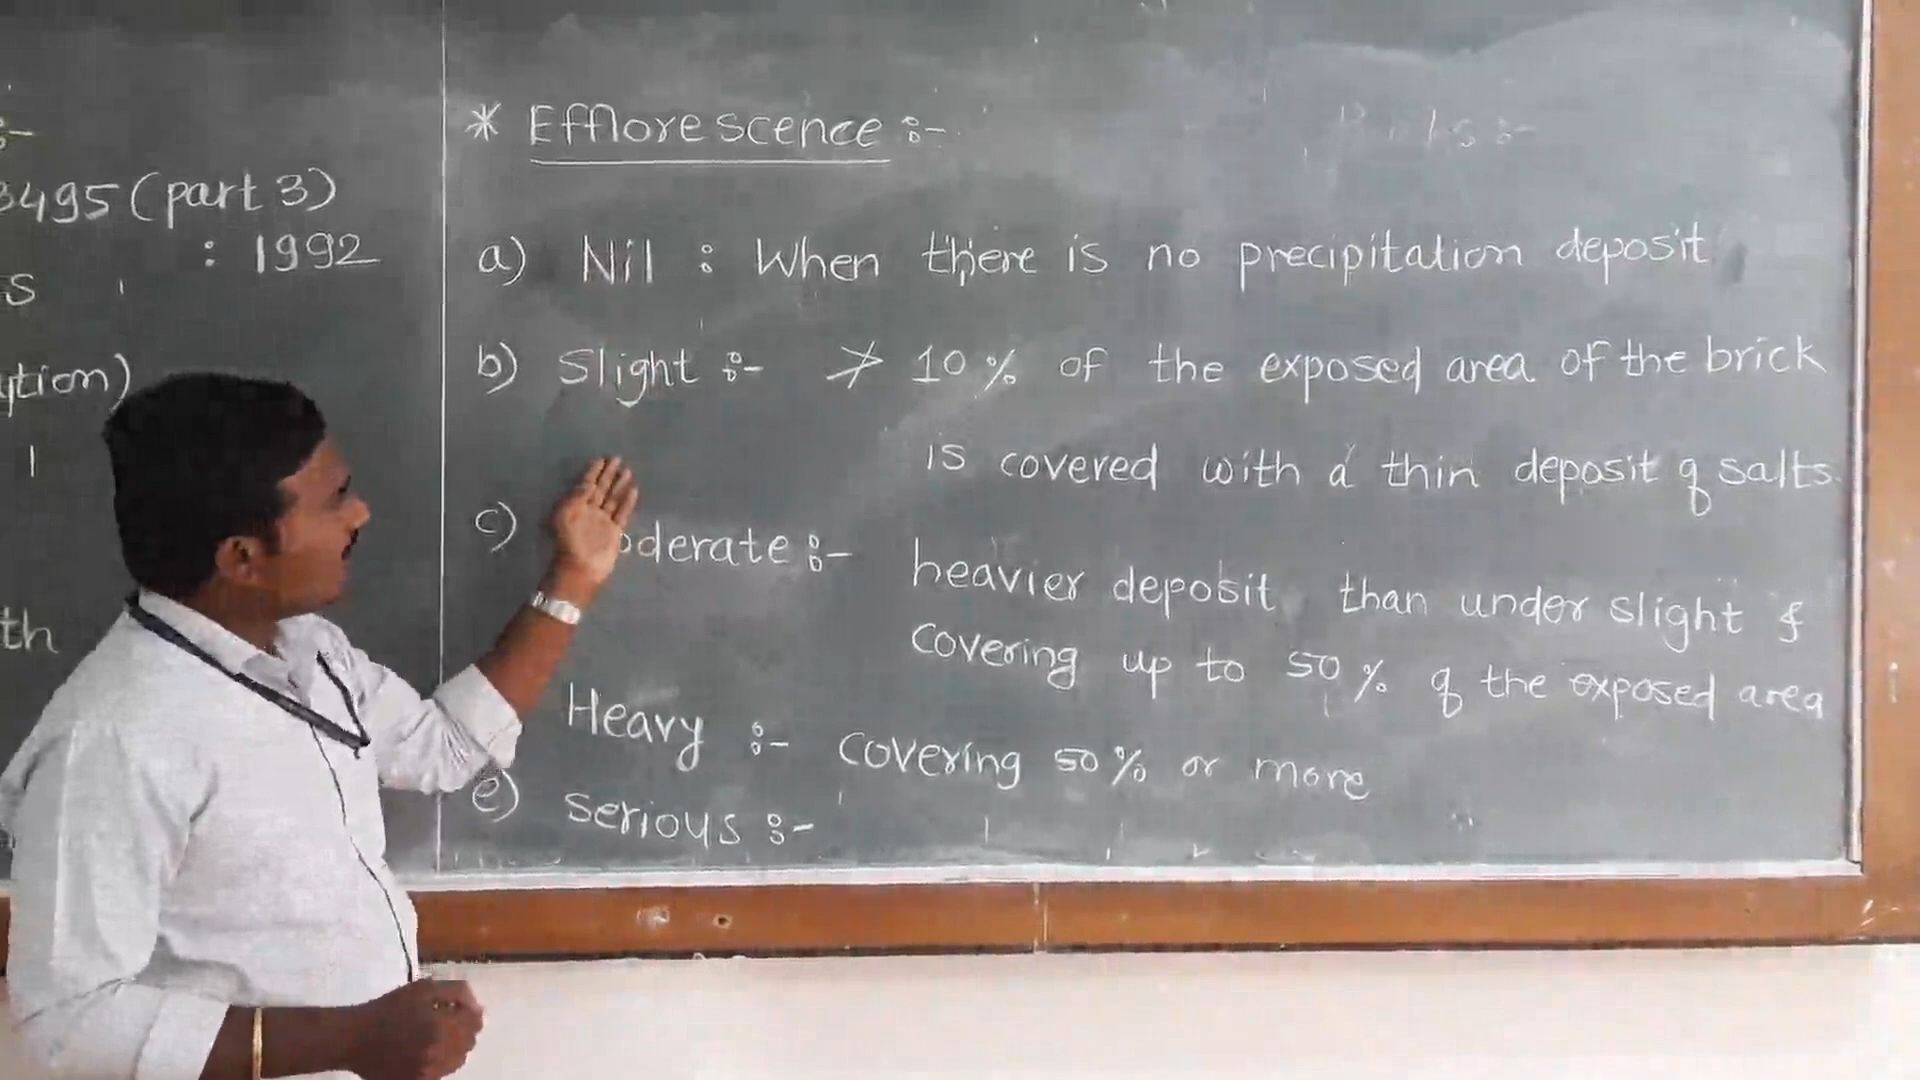 :-
3495 (part 3)
: 1992
s
ution)
th
* Efflorescence :-
a) Nil : When there is no precipitation deposit
b) Slight :- ≯ 10% of the exposed area of the brick
is covered with a thin deposit of salts.
c) oderate :- heavier deposit than under slight &
covering up to 50% of the exposed area
Heavy :- covering 50% or more
e) serious :-